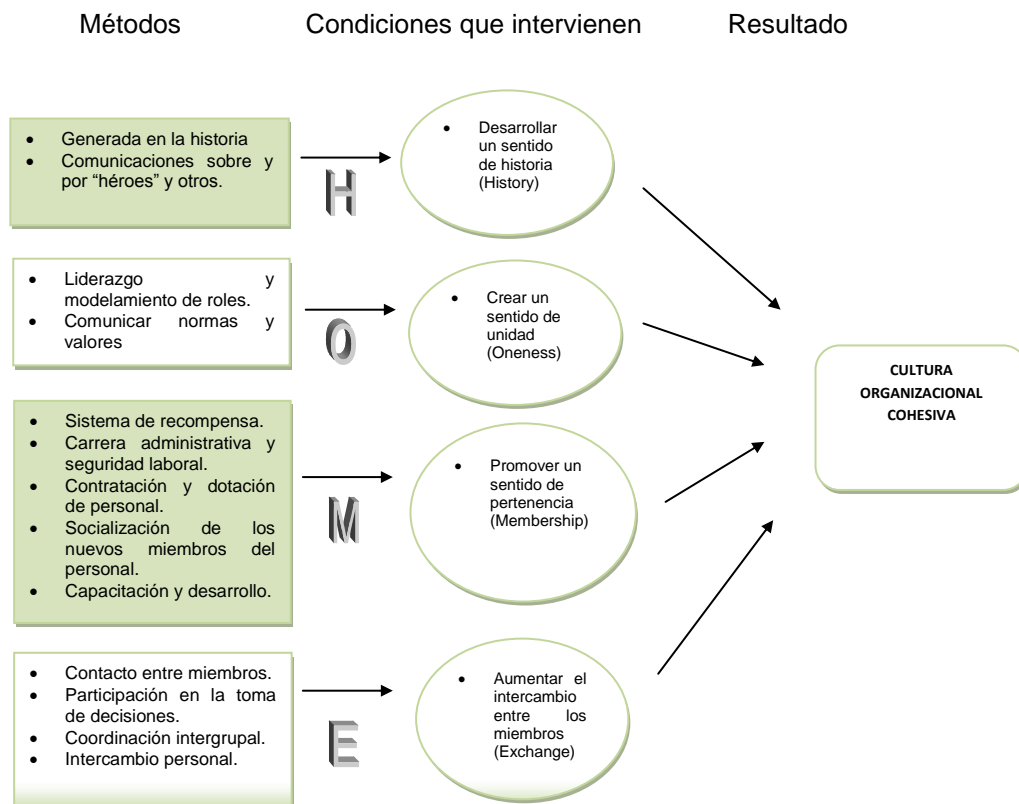 Métodos
Condiciones que intervienen
Resultado
• Generada en la historia
• Comunicaciones sobre y
por “héroes” y otros.
H
• Desarrollar
un sentido
de historia
(History)
• Liderazgo y
modelamiento de roles.
• Comunicar normas y
valores
O
• Crear un
sentido de
unidad
(Oneness)
CULTURA
ORGANIZACIONAL
COHESIVA
• Sistema de recompensa.
• Carrera administrativa y
seguridad laboral.
• Contratación y dotación
de personal.
• Socialización de los
nuevos miembros del
personal.
• Capacitación y desarrollo.
M
• Promover un
sentido de
pertenencia
(Membership)
• Contacto entre miembros.
• Participación en la toma
de decisiones.
• Coordinación intergrupal.
• Intercambio personal.
E
• Aumentar el
intercambio
entre los
miembros
(Exchange)